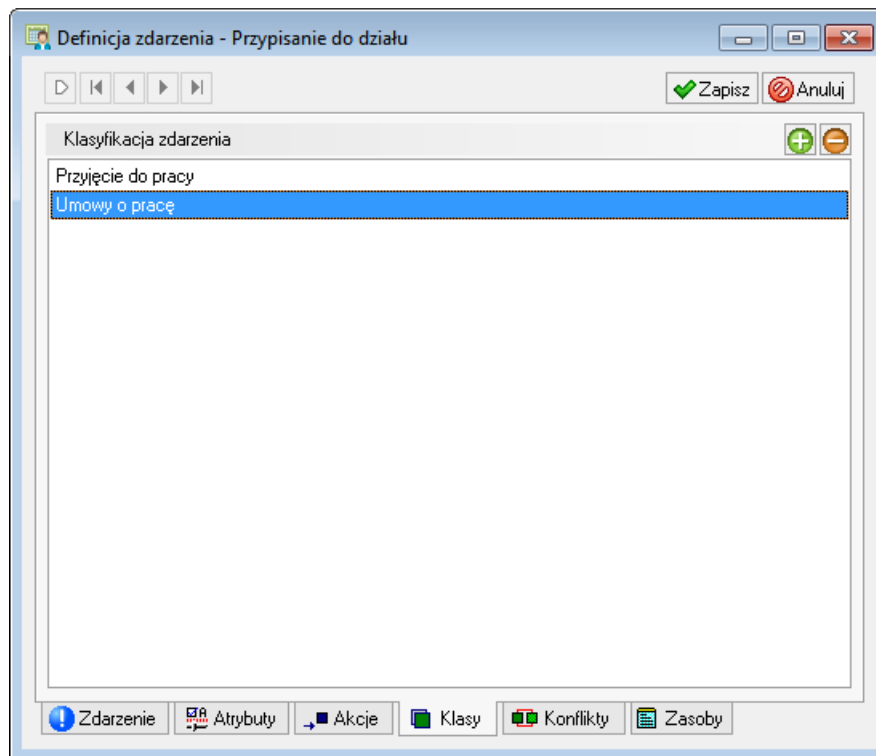 Definicja zdarzenia - Przypisanie do działu
Zapisz Anuluj
Klasyfikacja zdarzenia
Przyjęcie do pracy
Umowy o pracę
Zdarzenie Atrybuty Akcje Klasy Konflikty Zasoby